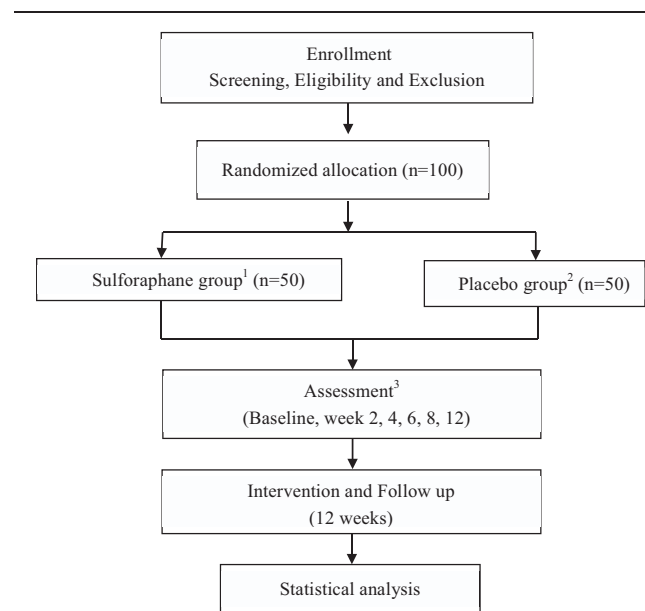 Enrollment
Screening, Eligibility and Exclusion
Randomized allocation (n=100)
Sulforaphane group¹ (n=50)
Placebo group² (n=50)
Assessment³
(Baseline, week 2, 4, 6, 8, 12)
Intervention and Follow up
(12 weeks)
Statistical analysis